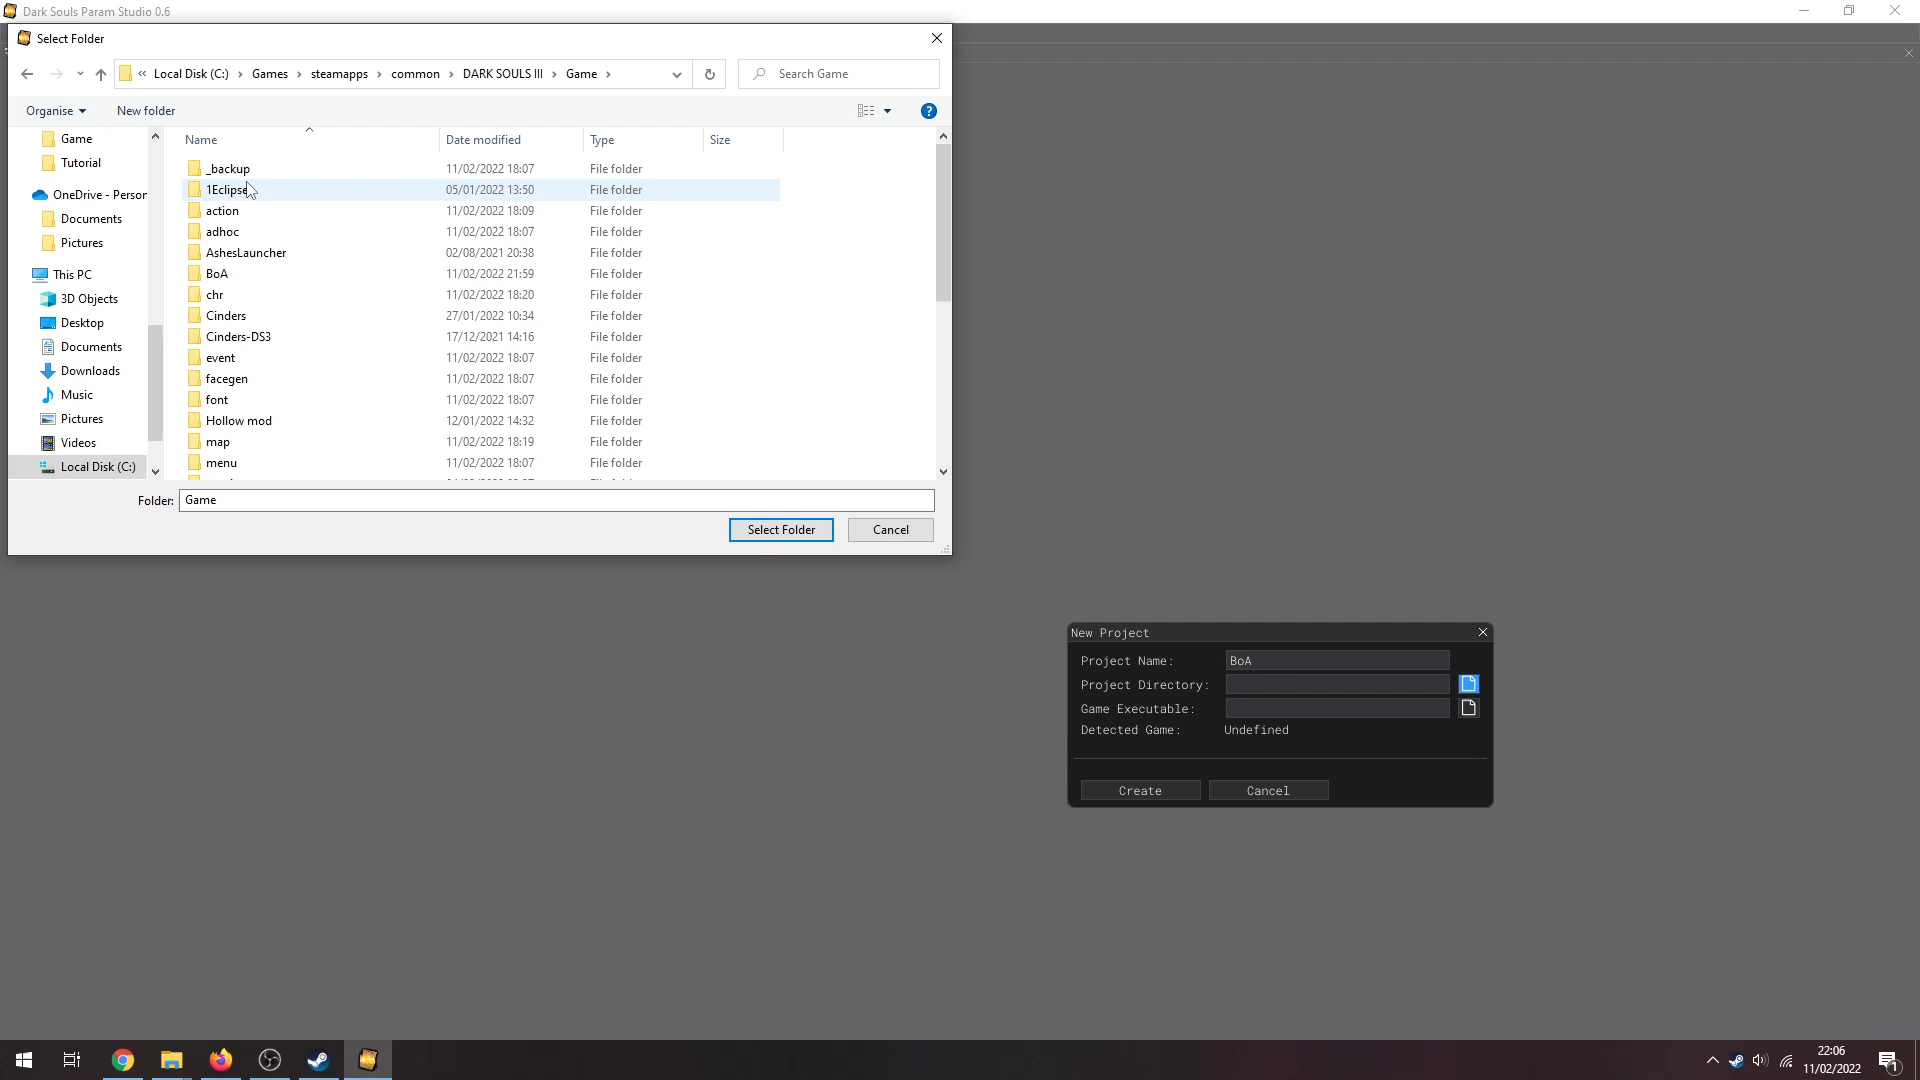 Dark Souls Param Studio 0.6
Select Folder
« Local Disk (C:) › Games › steamapps › common › DARK SOULS III › Game ›
Search Game
Organise
New folder
Name
Date modified
Type
Size
Game
Tutorial
OneDrive - Person
Documents
Pictures
This PC
3D Objects
Desktop
Documents
Downloads
Music
Pictures
Videos
Local Disk (C:)
_backup 11/02/2022 18:07 File folder
1Eclipse 05/01/2022 13:50 File folder
action 11/02/2022 18:09 File folder
adhoc 11/02/2022 18:07 File folder
AshesLauncher 02/08/2021 20:38 File folder
BoA 11/02/2022 21:59 File folder
chr 11/02/2022 18:20 File folder
Cinders 27/01/2022 10:34 File folder
Cinders-DS3 17/12/2021 14:16 File folder
event 11/02/2022 18:07 File folder
facegen 11/02/2022 18:07 File folder
font 11/02/2022 18:07 File folder
Hollow mod 12/01/2022 14:32 File folder
map 11/02/2022 18:19 File folder
menu 11/02/2022 18:07 File folder
Folder: Game
Select Folder
Cancel
New Project
Project Name: BoA
Project Directory:
Game Executable:
Detected Game: Undefined
Create
Cancel
22:06
11/02/2022
1